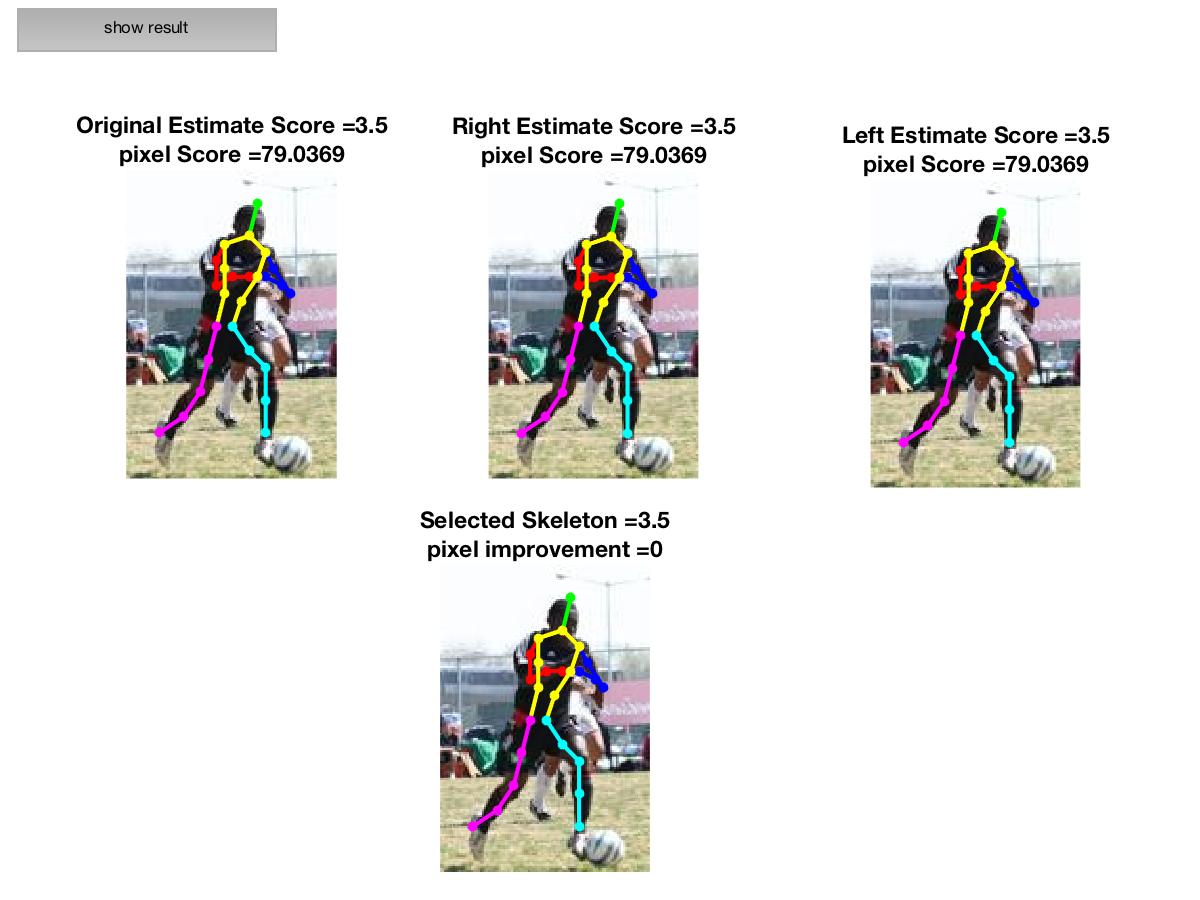 show result
Original Estimate Score =3.5
pixel Score =79.0369
Right Estimate Score =3.5
pixel Score =79.0369
Left Estimate Score =3.5
pixel Score =79.0369
Selected Skeleton =3.5
pixel improvement =0